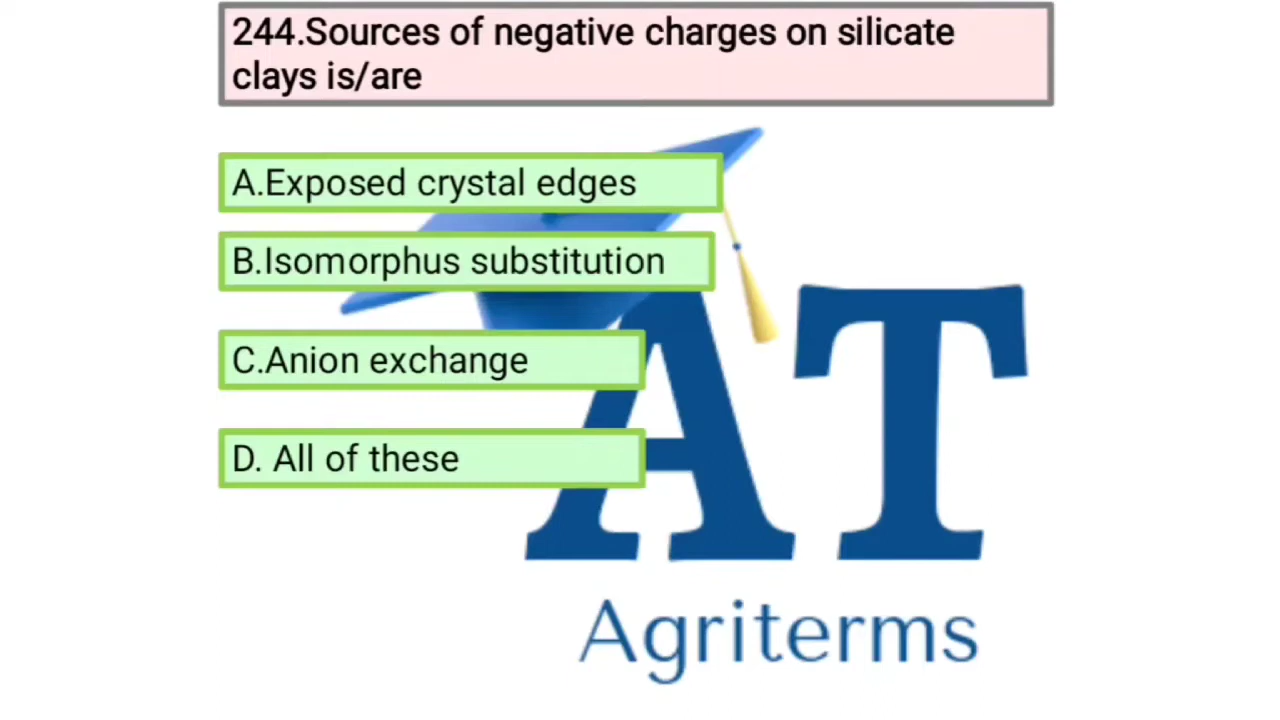 244.Sources of negative charges on silicate
clays is/are
A.Exposed crystal edges
B.Isomorphus substitution
C.Anion exchange
D. All of these
AT
Agriterms